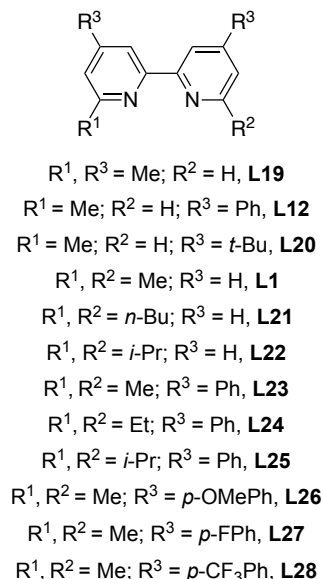 R³ R³
N N
R¹ R²
R¹, R³ = Me; R² = H, L19
R¹ = Me; R² = H; R³ = Ph, L12
R¹ = Me; R² = H; R³ = t-Bu, L20
R¹, R² = Me; R³ = H, L1
R¹, R² = n-Bu; R³ = H, L21
R¹, R² = i-Pr; R³ = H, L22
R¹, R² = Me; R³ = Ph, L23
R¹, R² = Et; R³ = Ph, L24
R¹, R² = i-Pr; R³ = Ph, L25
R¹, R² = Me; R³ = p-OMePh, L26
R¹, R² = Me; R³ = p-FPh, L27
R¹, R² = Me; R³ = p-CF₃Ph, L28